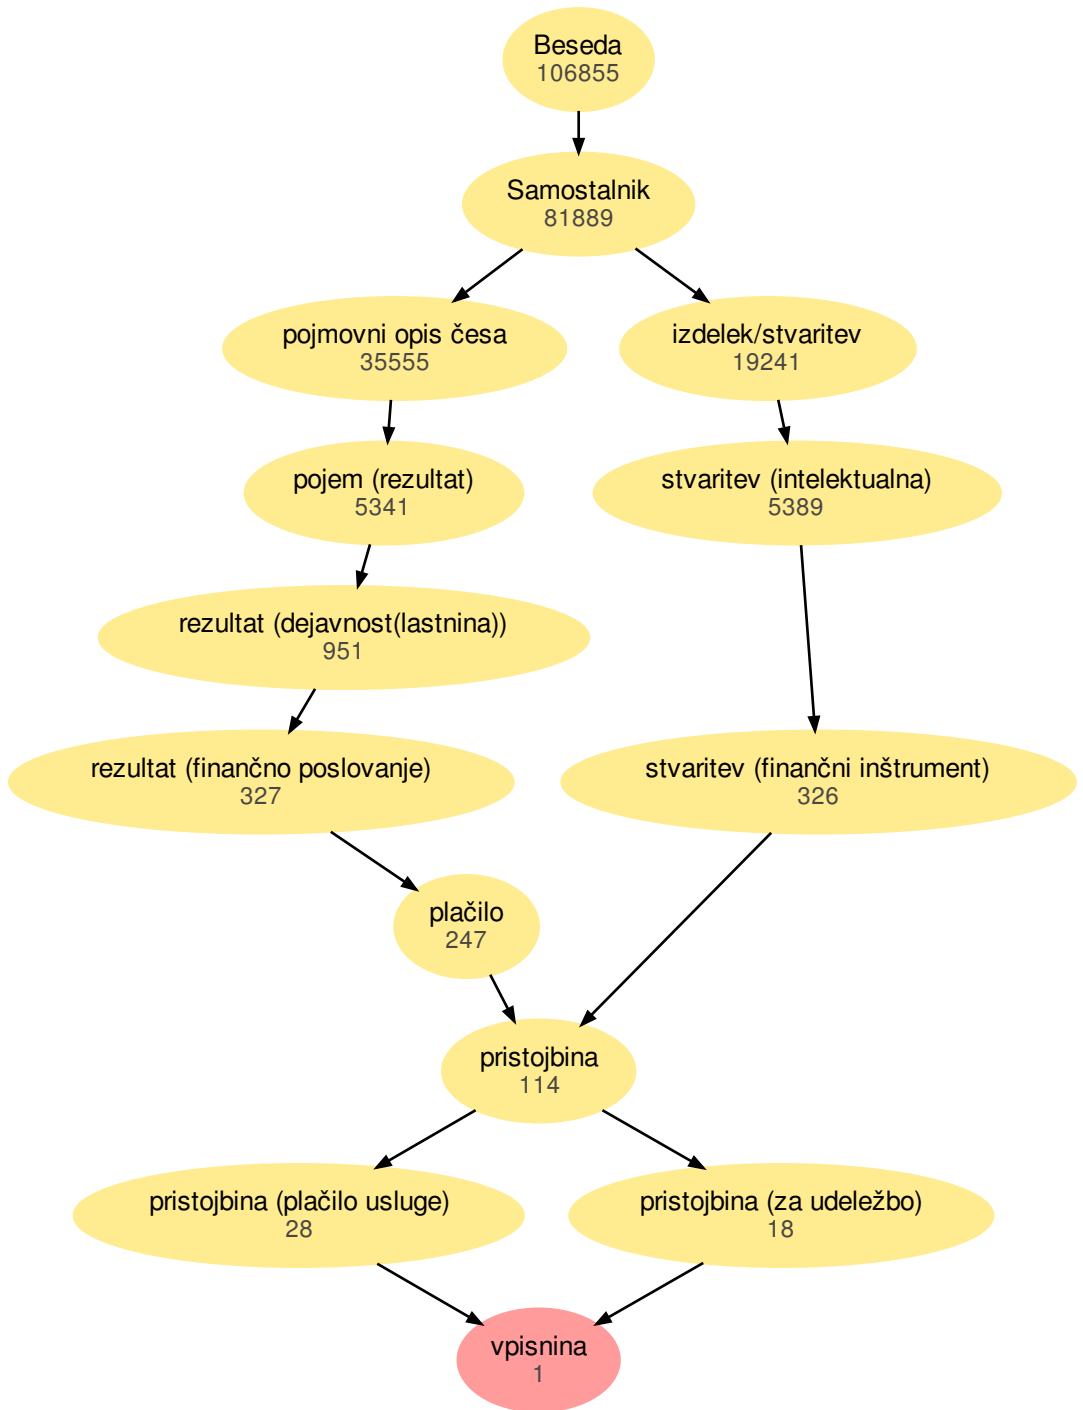 Beseda
106855
Samostalnik
81889
pojmovni opis česa
35555
izdelek/stvaritev
19241
pojem (rezultat)
5341
stvaritev (intelektualna)
5389
rezultat (dejavnost(lastnina))
951
rezultat (finančno poslovanje)
327
stvaritev (finančni inštrument)
326
plačilo
247
pristojbina
114
pristojbina (plačilo usluge)
28
pristojbina (za udeležbo)
18
vpisnina
1